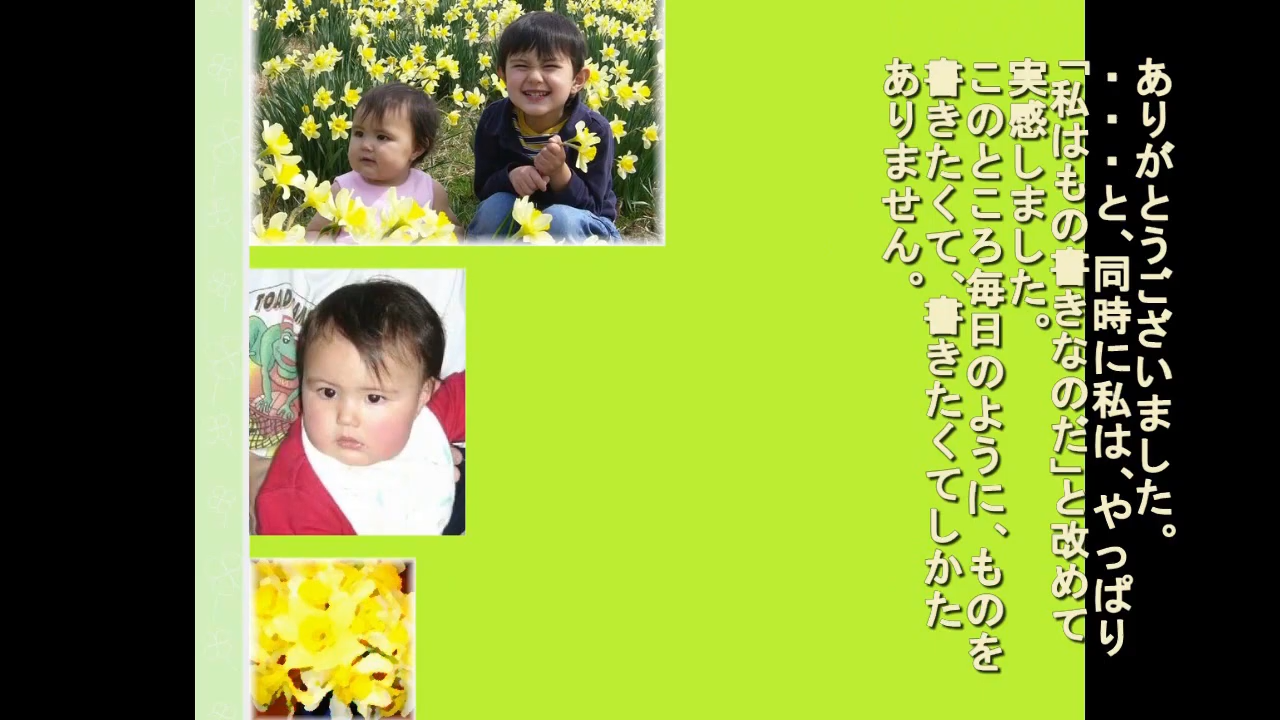 ありがとうございました。
・・・と、同時に私は、やっぱり
「私はもの書きなのだ」と改めて
実感しました。
このところ毎日のように、ものを
書きたくて、書きたくてしかた
ありません。
TOAD